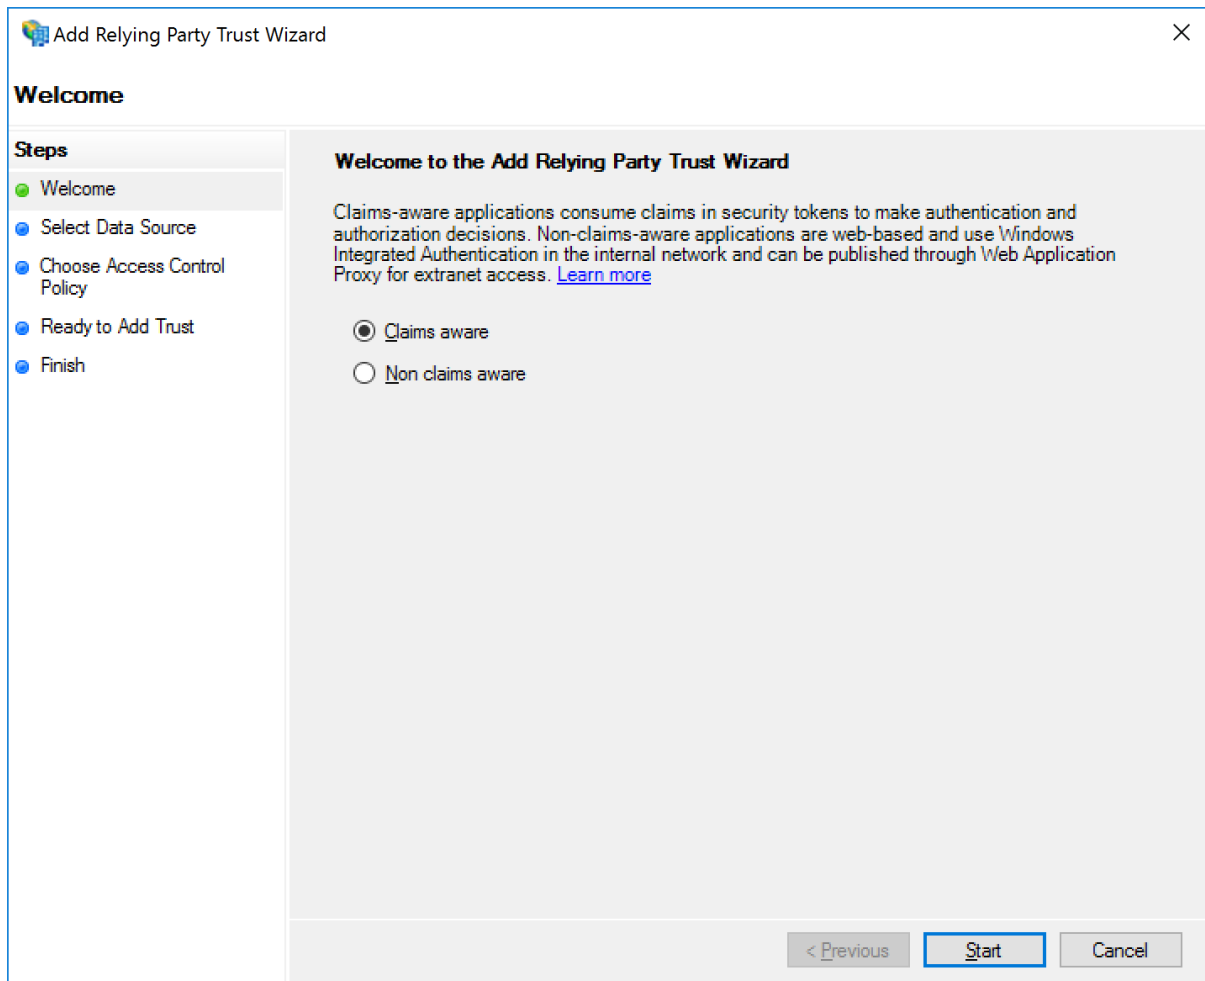 Add Relying Party Trust Wizard
Welcome
Steps
Welcome
Select Data Source
Choose Access Control
Policy
Ready to Add Trust
Finish
Welcome to the Add Relying Party Trust Wizard
Claims-aware applications consume claims in security tokens to make authentication and
authorization decisions. Non-claims-aware applications are web-based and use Windows
Integrated Authentication in the internal network and can be published through Web Application
Proxy for extranet access. Learn more
Claims aware
Non claims aware
< Previous
Start
Cancel